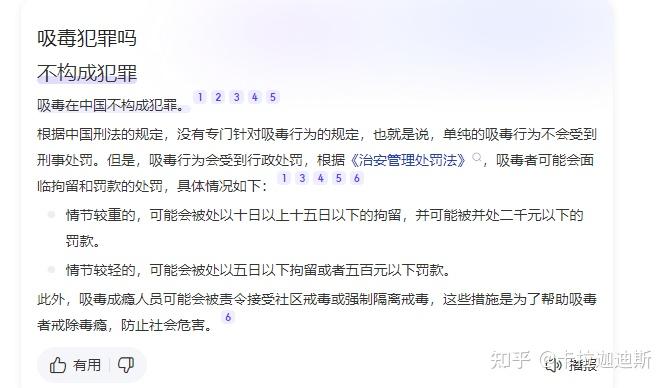 吸毒犯罪吗
不构成犯罪
吸毒在中国不构成犯罪。 1 2 3 4 5
根据中国刑法的规定，没有专门针对吸毒行为的规定，也就是说，单纯的吸毒行为不会受到
刑事处罚。但是，吸毒行为会受到行政处罚，根据《治安管理处罚法》，吸毒者可能会面
临拘留和罚款的处罚，具体情况如下： 1 3 4 5 6
情节较重的，可能会被处以十日以上十五日以下的拘留，并可能被并处二千元以下的
罚款。
情节较轻的，可能会被处以五日以下拘留或者五百元以下罚款。
此外，吸毒成瘾人员可能会被责令接受社区戒毒或强制隔离戒毒，这些措施是为了帮助吸毒
者戒除毒瘾，防止社会危害。 6
有用 播报
知乎 @卡拉迦迪斯